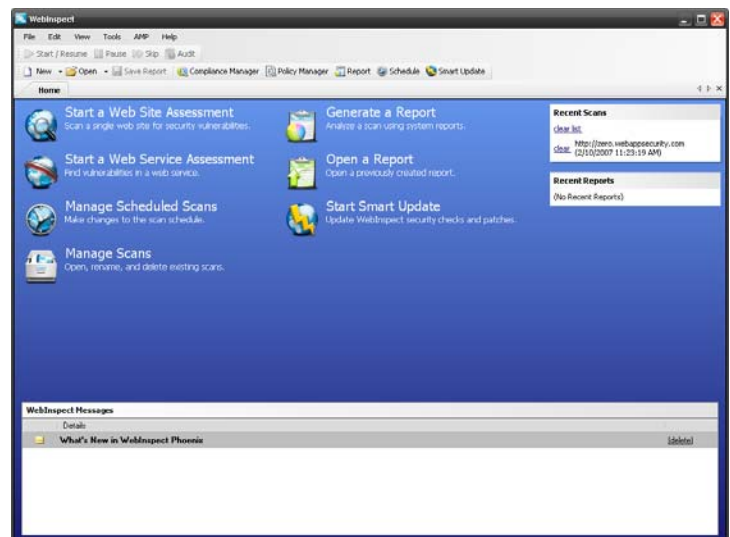 WebInspect
File Edit View Tools AMP Help
Start / Resume Pause Skip Audit
New Open Save Report Compliance Manager Policy Manager Report Schedule Smart Update
Home
Start a Web Site Assessment
Scan a single web site for security vulnerabilities.
Start a Web Service Assessment
Find vulnerabilities in a web service.
Manage Scheduled Scans
Make changes to the scan schedule.
Manage Scans
Open, rename, and delete existing scans.
Generate a Report
Analyze a scan using system reports.
Open a Report
Open a previously created report.
Start Smart Update
Update WebInspect security checks and patches.
Recent Scans
clear list
clear http://zero.webappsecurity.com
(2/10/2007 11:23:19 AM)
Recent Reports
(No Recent Reports)
WebInspect Messages
Details
What's New in WebInspect Phoenix [delete]